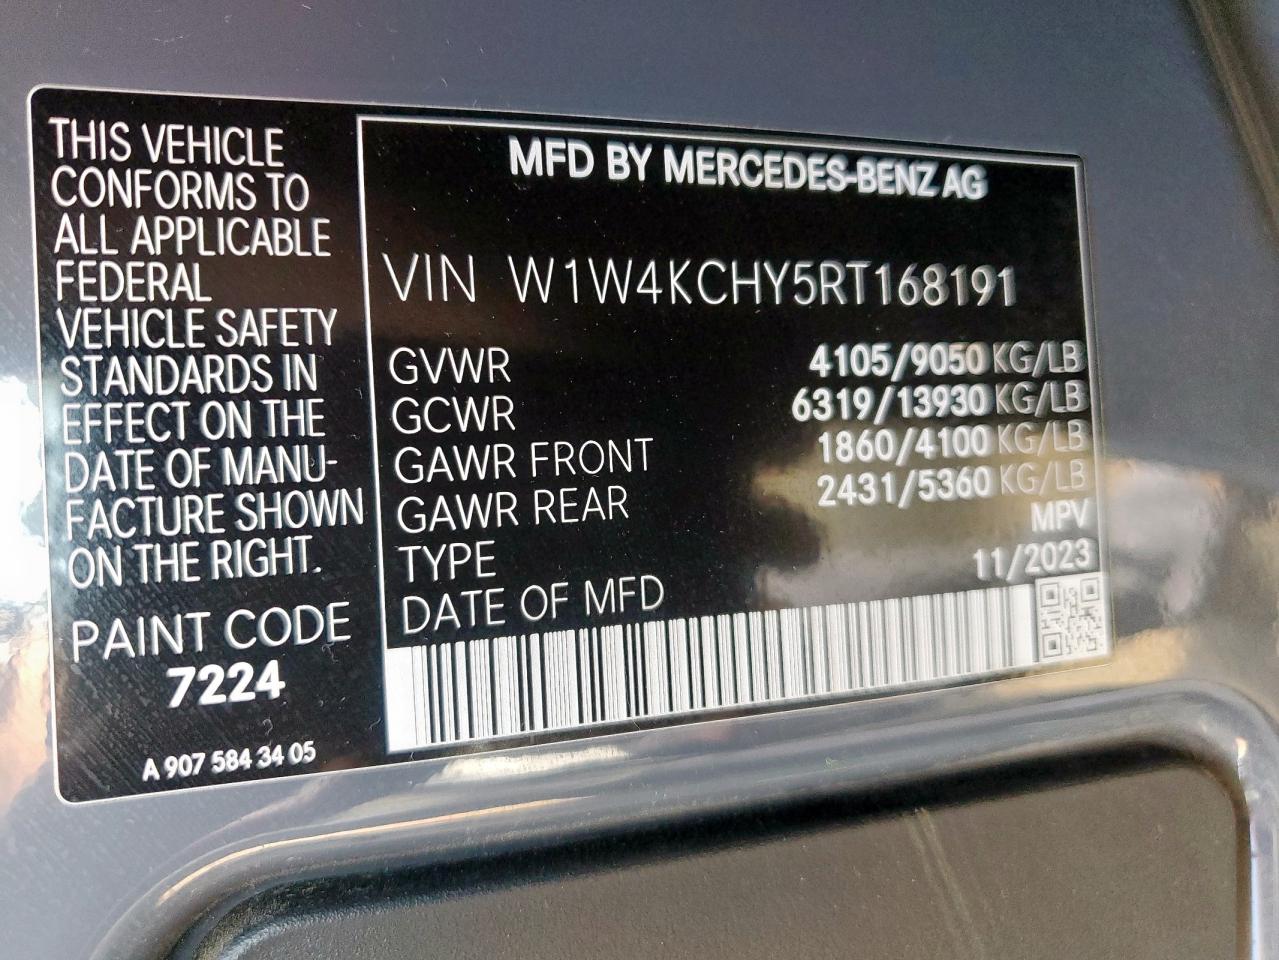 THIS VEHICLE
CONFORMS TO
ALL APPLICABLE
FEDERAL
VEHICLE SAFETY
STANDARDS IN
EFFECT ON THE
DATE OF MANU-
FACTURE SHOWN
ON THE RIGHT.
PAINT CODE
7224
A 907 584 34 05
MFD BY MERCEDES-BENZ AG
VIN W1W4KCHY5RT168191
GVWR 4105/9050 KG/LB
GCWR 6319/13930 KG/LB
GAWR FRONT 1860/4100 KG/LB
GAWR REAR 2431/5360 KG/LB
TYPE MPV
DATE OF MFD 11/2023